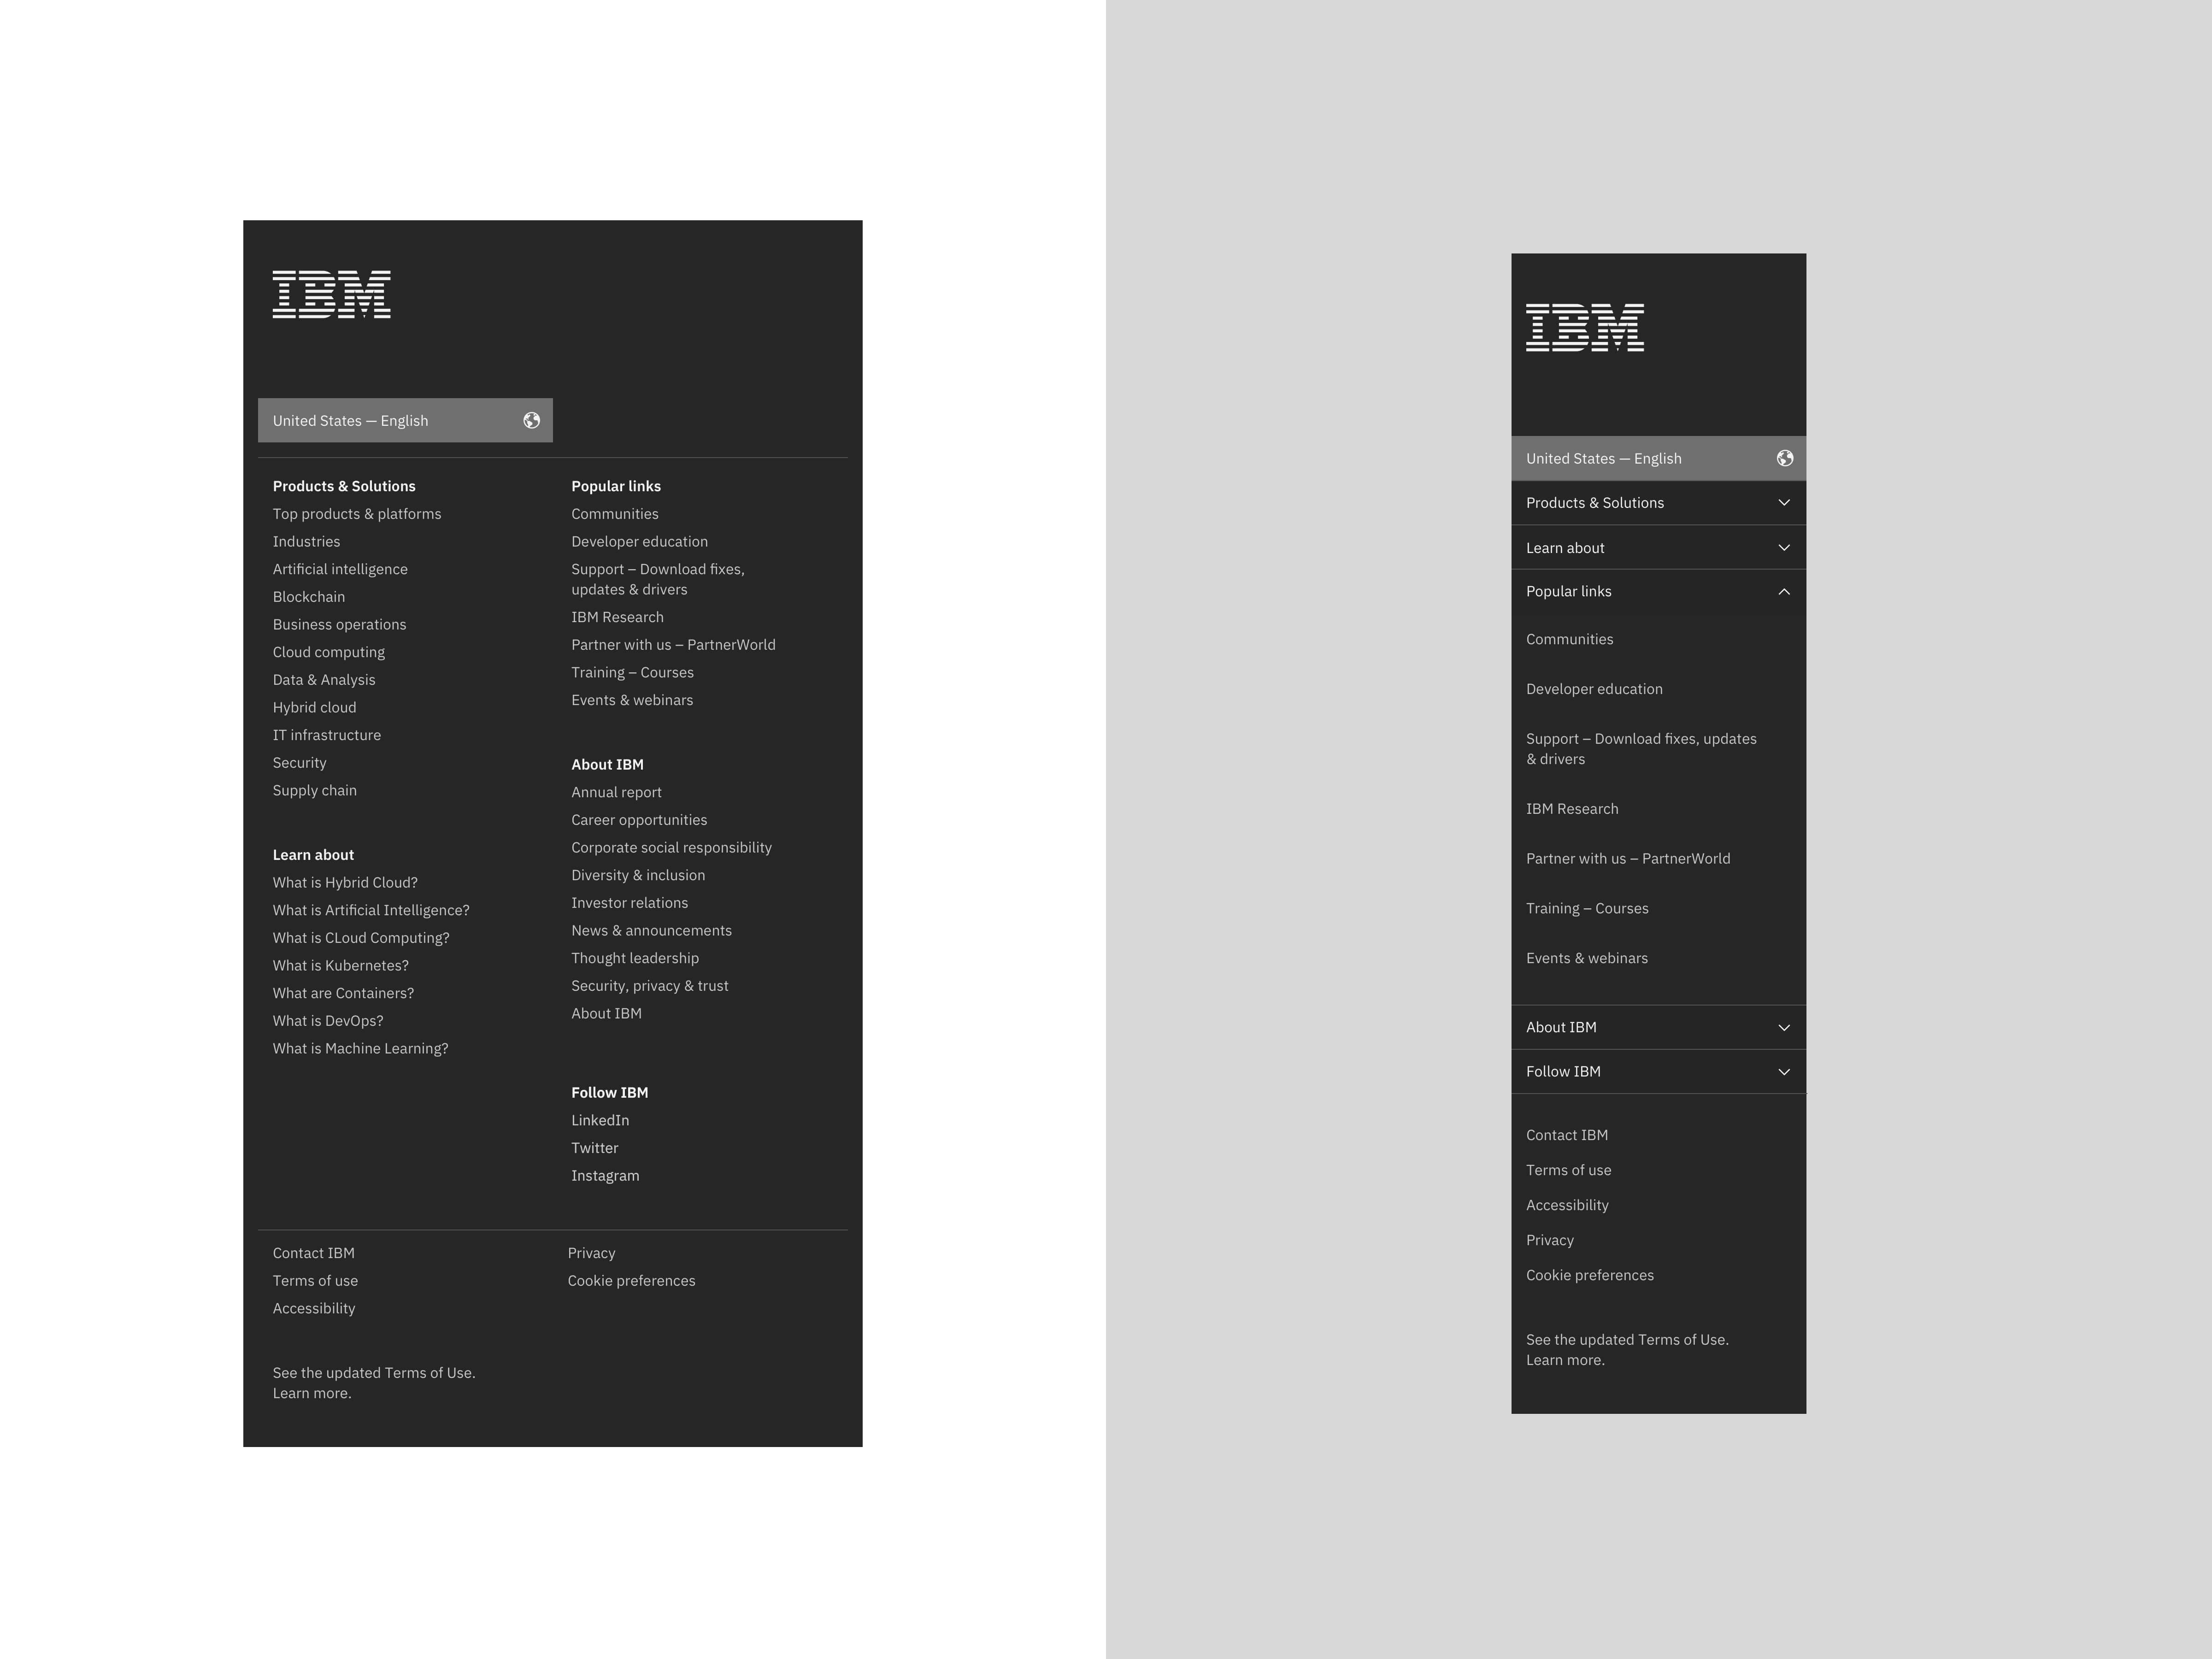 IBM
United States — English
Products & Solutions
Top products & platforms
Industries
Artificial intelligence
Blockchain
Business operations
Cloud computing
Data & Analysis
Hybrid cloud
IT infrastructure
Security
Supply chain
Learn about
What is Hybrid Cloud?
What is Artificial Intelligence?
What is CLoud Computing?
What is Kubernetes?
What are Containers?
What is DevOps?
What is Machine Learning?
Popular links
Communities
Developer education
Support – Download fixes,
updates & drivers
IBM Research
Partner with us – PartnerWorld
Training – Courses
Events & webinars
About IBM
Annual report
Career opportunities
Corporate social responsibility
Diversity & inclusion
Investor relations
News & announcements
Thought leadership
Security, privacy & trust
About IBM
Follow IBM
LinkedIn
Twitter
Instagram
Contact IBM
Terms of use
Accessibility
Privacy
Cookie preferences
See the updated Terms of Use.
Learn more.
IBM
United States — English
Products & Solutions
Learn about
Popular links
Communities
Developer education
Support – Download fixes, updates
& drivers
IBM Research
Partner with us – PartnerWorld
Training – Courses
Events & webinars
About IBM
Follow IBM
Contact IBM
Terms of use
Accessibility
Privacy
Cookie preferences
See the updated Terms of Use.
Learn more.